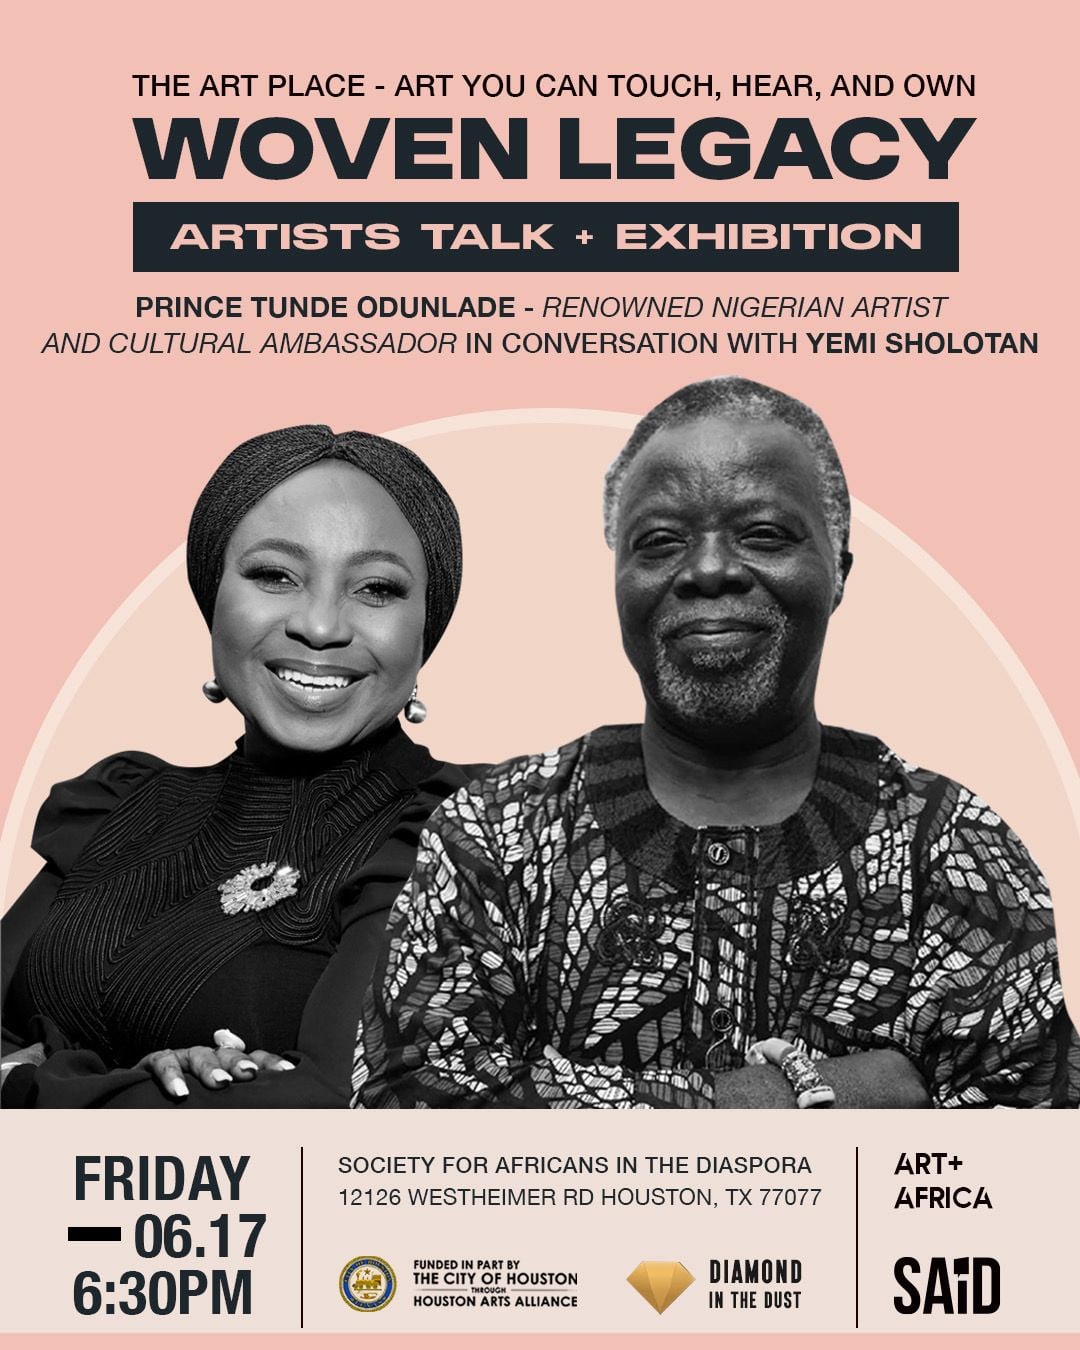 THE ART PLACE - ART YOU CAN TOUCH, HEAR, AND OWN
WOVEN LEGACY
ARTISTS TALK + EXHIBITION
PRINCE TUNDE ODUNLADE - RENOWNED NIGERIAN ARTIST
AND CULTURAL AMBASSADOR IN CONVERSATION WITH YEMI SHOLOTAN
FRIDAY
06.17
6:30PM
SOCIETY FOR AFRICANS IN THE DIASPORA
12126 WESTHEIMER RD HOUSTON, TX 77077
FUNDED IN PART BY
THE CITY OF HOUSTON
THROUGH
HOUSTON ARTS ALLIANCE
DIAMOND
IN THE DUST
ART+
AFRICA
SAiD